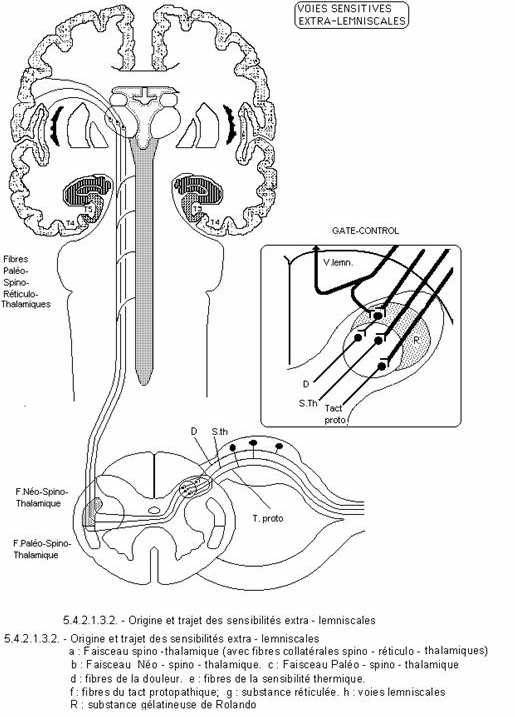 VOIES SENSITIVES
EXTRA-LEMNISCALES
T5
T4
T5
T4
Fibres
Paléo-
Spino-
Réticulo-
Thalamiques
GATE-CONTROL
V.lemn.
R
D
S.Th
Tact
proto
D
S.th
F.Néo-Spino-
Thalamique
T. proto
F.Paléo-Spino-
Thalamique
5.4.2.1.3.2. - Origine et trajet des sensibilités extra - lemniscales
5.4.2.1.3.2. - Origine et trajet des sensibilités extra - lemniscales
a : Faisceau spino -thalamique (avec fibres collatérales spino - réticulo - thalamiques)
b : Faisceau Néo - spino - thalamique. c : Faisceau Paléo - spino - thalamique
d : fibres de la douleur. e : fibres de la sensibilité thermique.
f : fibres du tact protopathique; g : substance réticulée. h : voies lemniscales
R : substance gélatineuse de Rolando